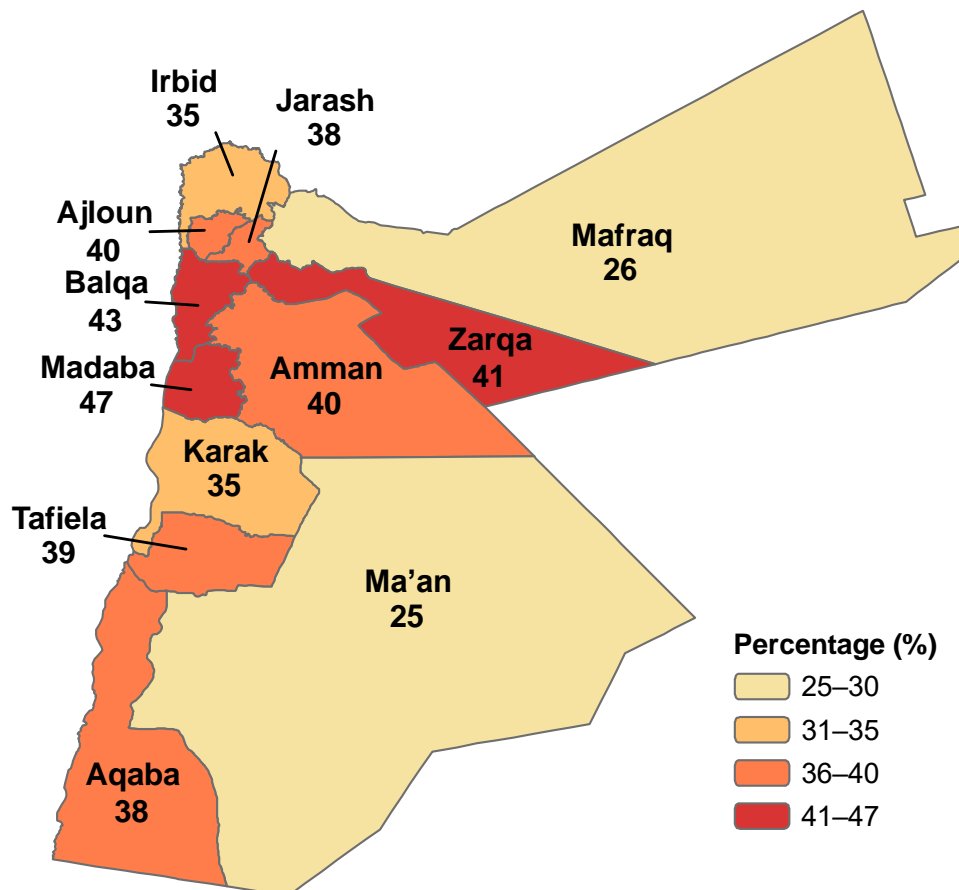 Irbid
35
Jarash
38
Ajloun
40
Mafraq
26
Balqa
43
Zarqa
41
Madaba
47
Amman
40
Karak
35
Tafiela
39
Ma’an
25
Aqaba
38
Percentage (%)
25–30
31–35
36–40
41–47